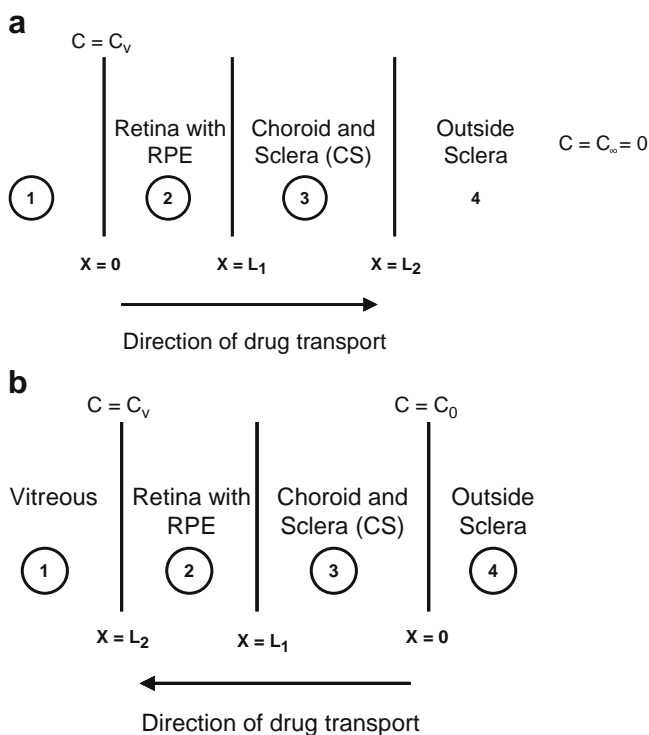 a
C = Cᵥ
Retina with
RPE
Choroid and
Sclera (CS)
Outside
Sclera
C = C∞ = 0
1
2
3
4
X = 0
X = L₁
X = L₂
Direction of drug transport
b
C = Cᵥ
C = C₀
Vitreous
Retina with
RPE
Choroid and
Sclera (CS)
Outside
Sclera
1
2
3
4
X = L₂
X = L₁
X = 0
Direction of drug transport